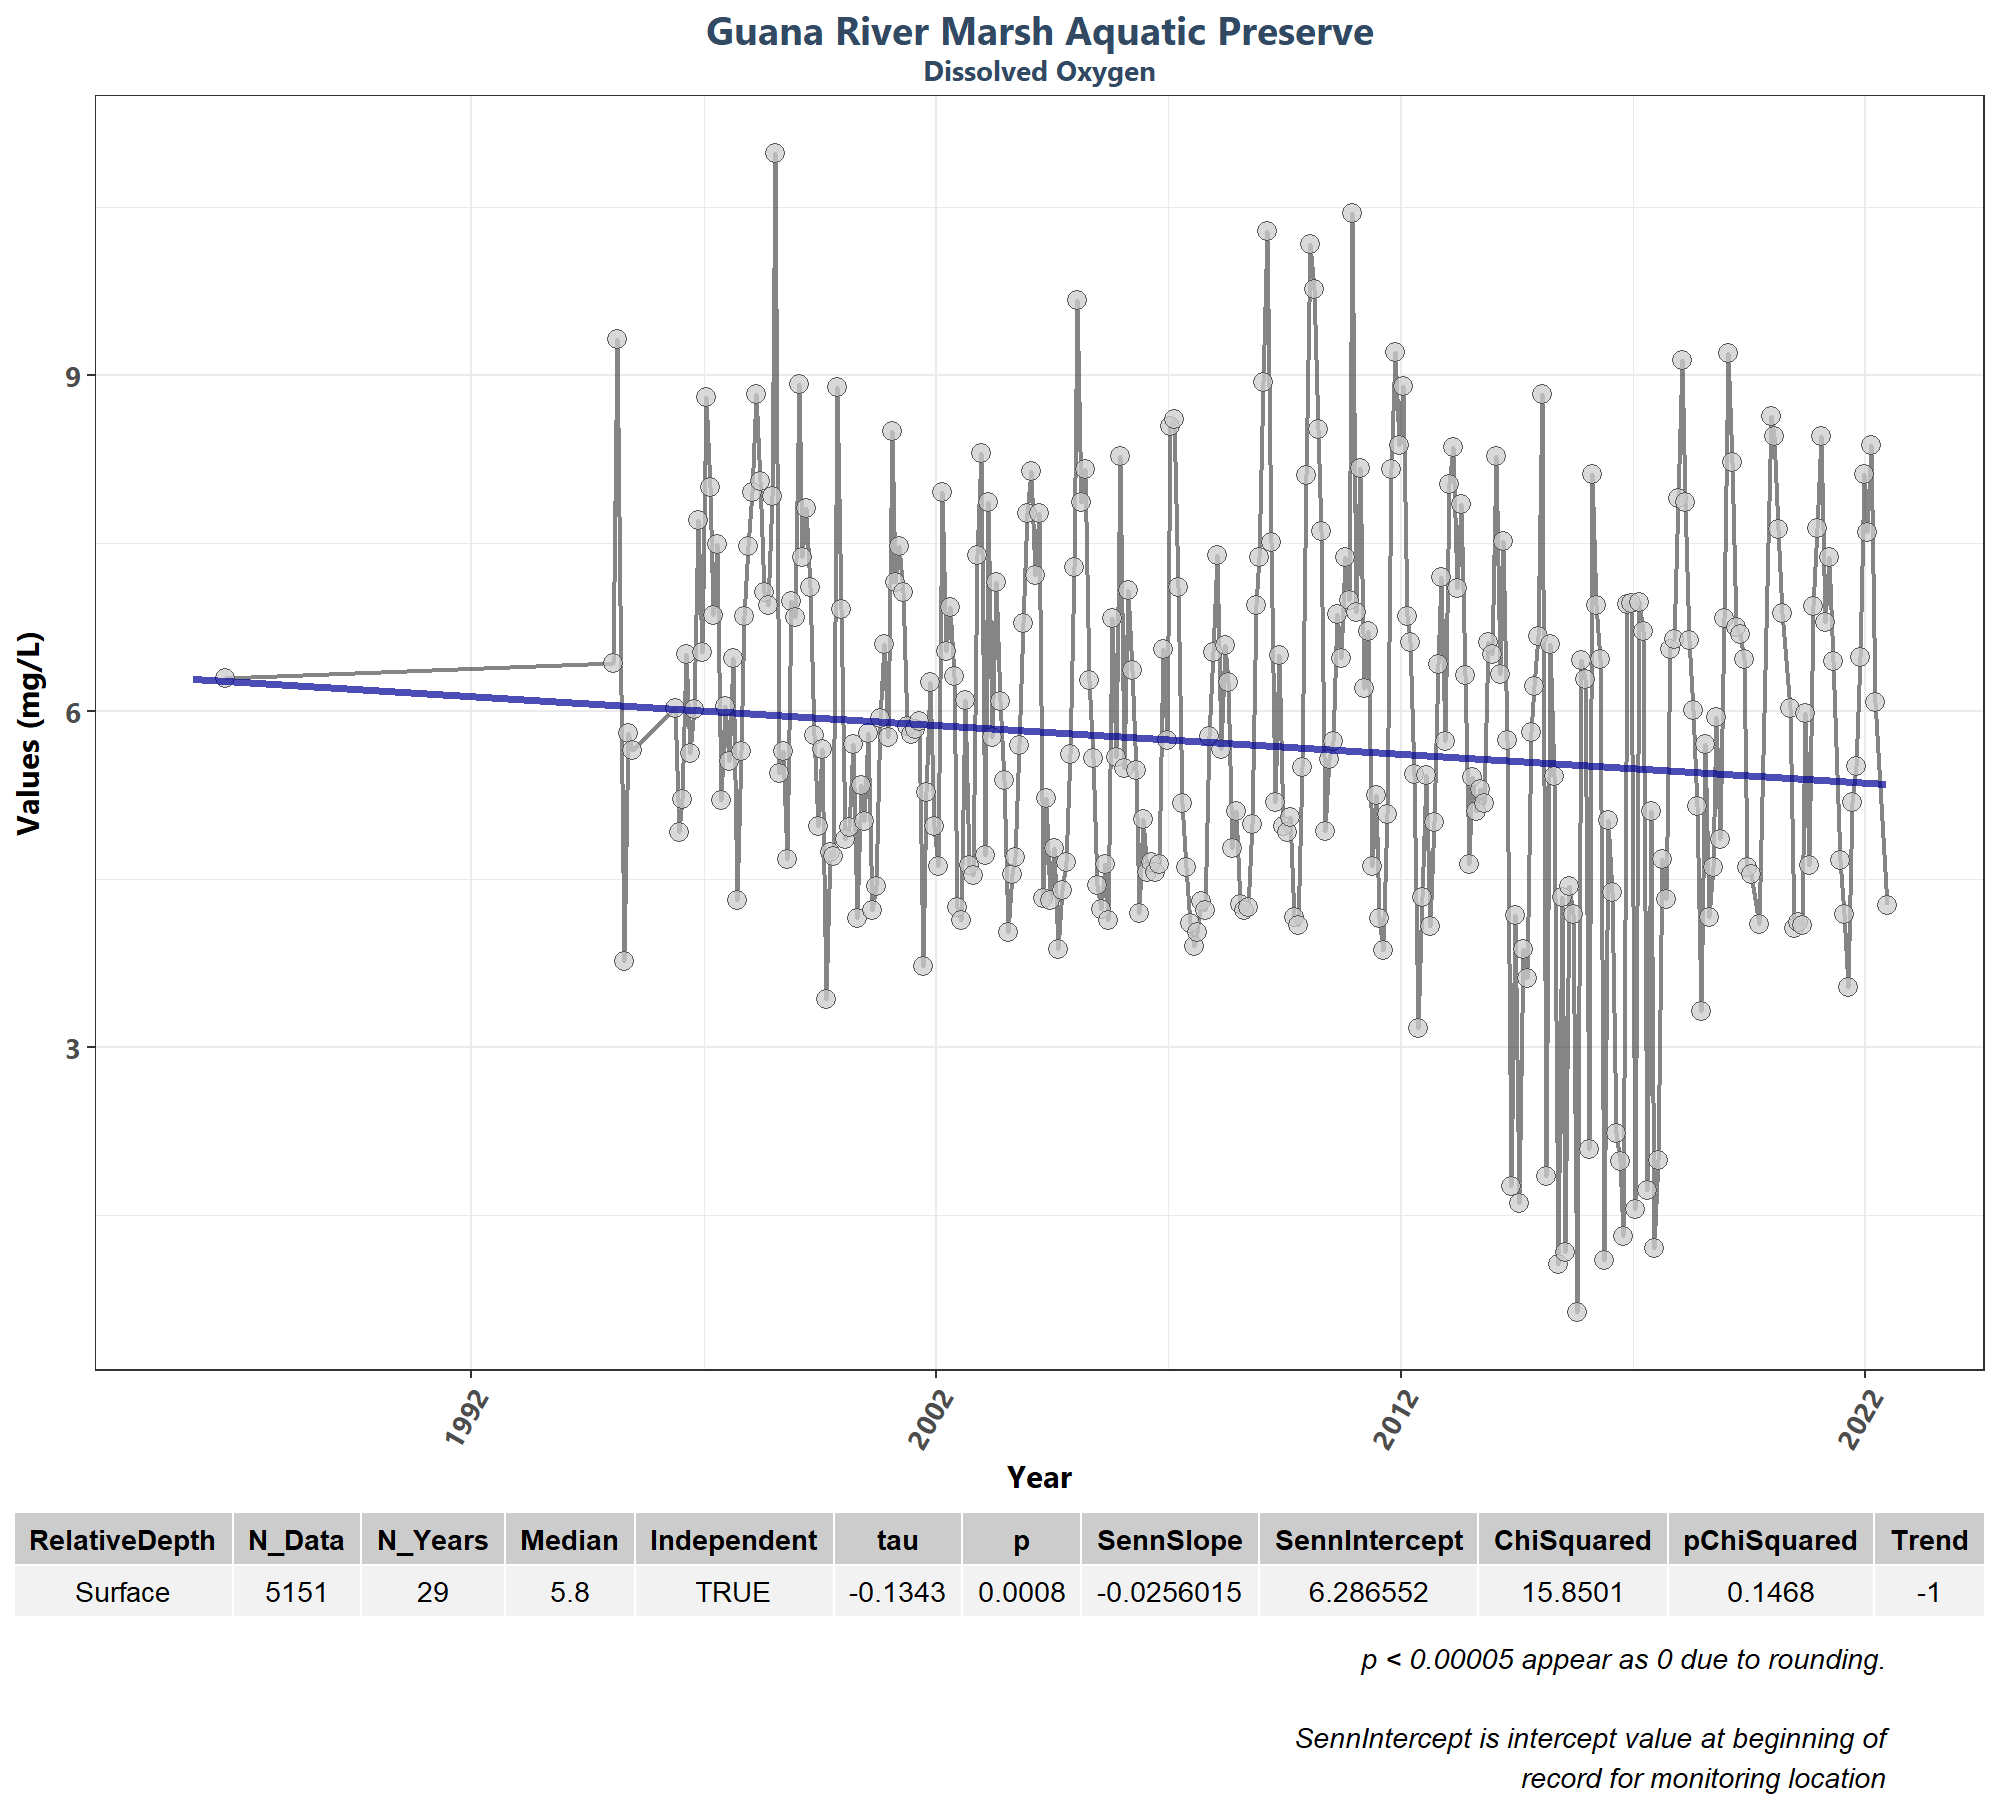 Guana River Marsh Aquatic Preserve
Dissolved Oxygen
Values (mg/L)
9
6
3
1992
2002
2012
2022
Year
RelativeDepth N_Data N_Years Median Independent tau p SennSlope SennIntercept ChiSquared pChiSquared Trend
Surface 5151 29 5.8 TRUE -0.1343 0.0008 -0.0256015 6.286552 15.8501 0.1468 -1
p < 0.00005 appear as 0 due to rounding.
SennIntercept is intercept value at beginning of
record for monitoring location